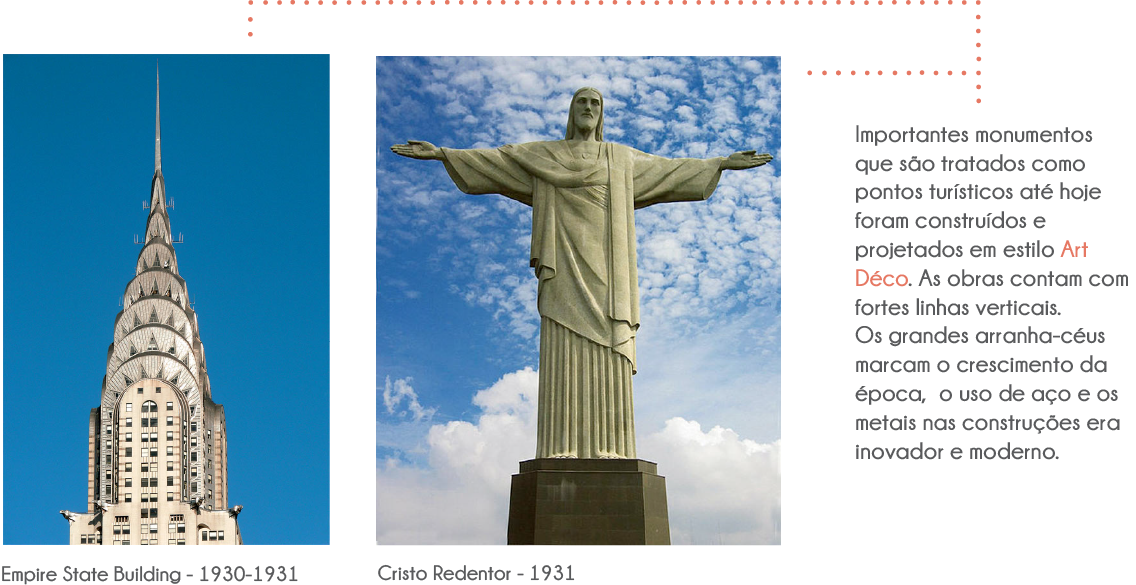 Importantes monumentos
que são tratados como
pontos turísticos até hoje
foram construídos e
projetados em estilo Art
Déco. As obras contam com
fortes linhas verticais.
Os grandes arranha-céus
marcam o crescimento da
época, o uso de aço e os
metais nas construções era
inovador e moderno.
Empire State Building - 1930-1931
Cristo Redentor - 1931